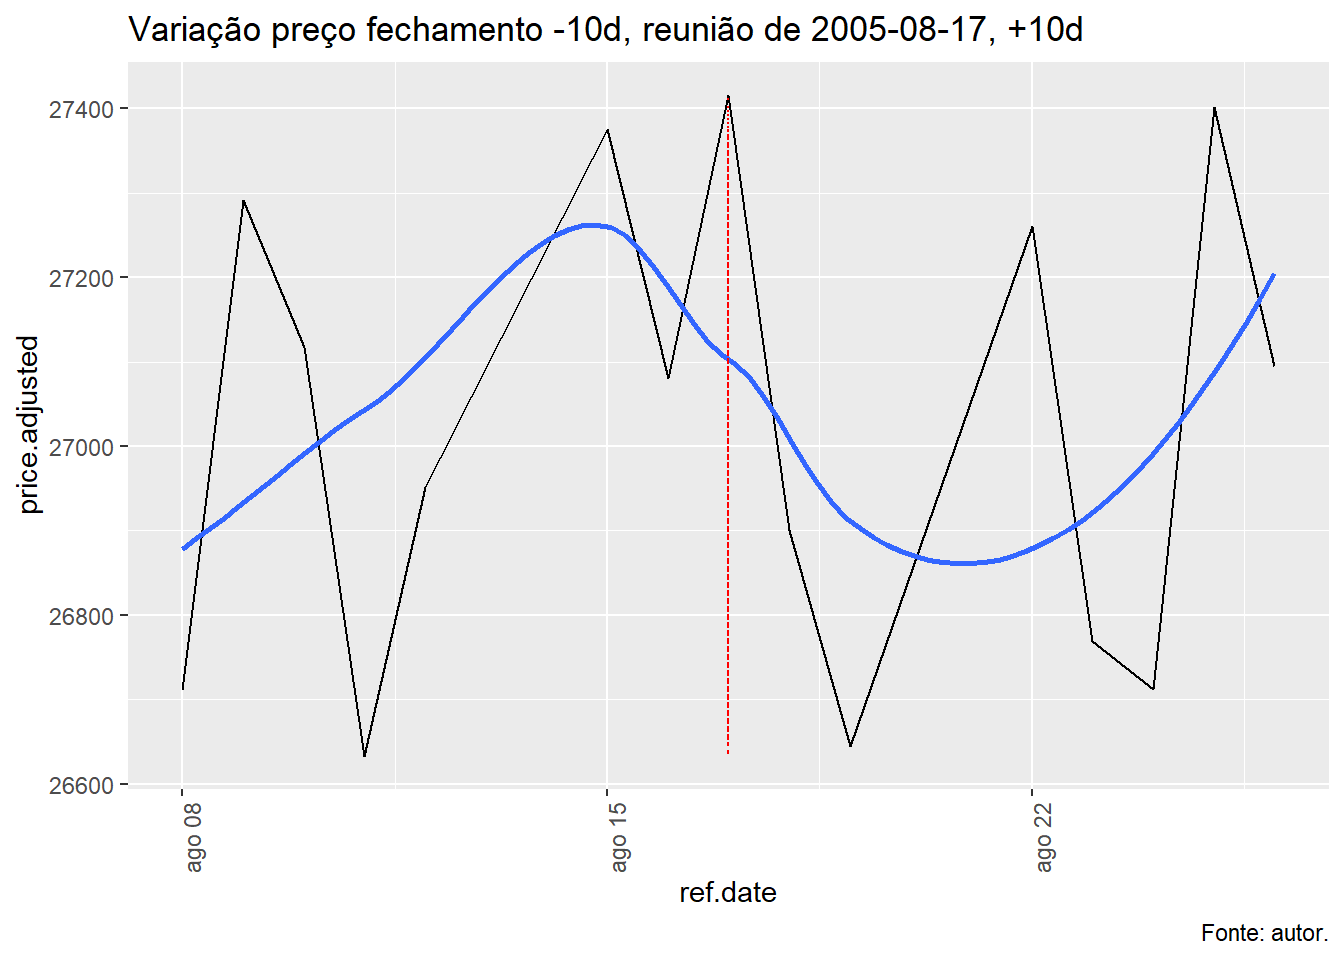 Variação preço fechamento -10d, reunião de 2005-08-17, +10d
27400
27200
27000
26800
26600
price.adjusted
ago 08
ago 15
ago 22
ref.date
Fonte: autor.